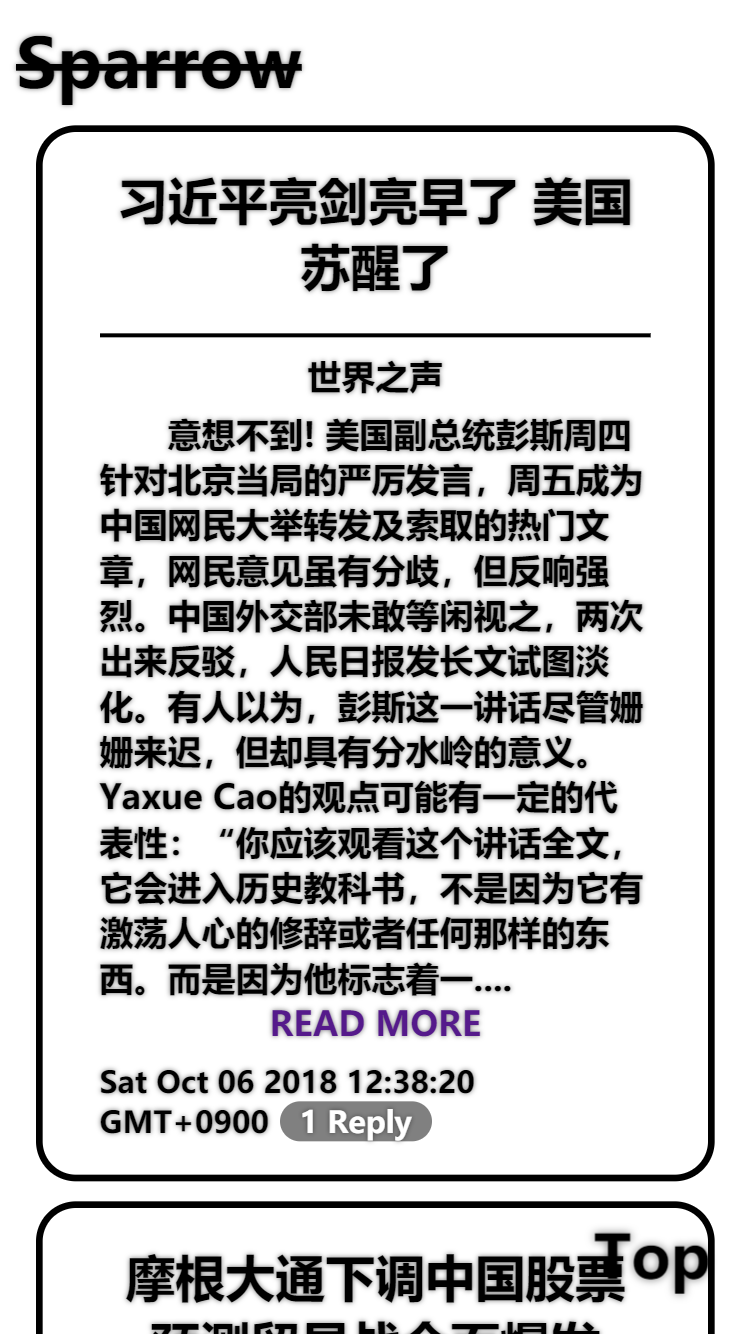 Sparrow
习近平亮剑亮早了 美国
苏醒了
世界之声
意想不到! 美国副总统彭斯周四
针对北京当局的严厉发言，周五成为
中国网民大举转发及索取的热门文
章，网民意见虽有分歧，但反响强
烈。中国外交部未敢等闲视之，两次
出来反驳，人民日报发长文试图淡
化。有人以为，彭斯这一讲话尽管姗
姗来迟，但却具有分水岭的意义。
Yaxue Cao的观点可能有一定的代
表性：“你应该观看这个讲话全文，
它会进入历史教科书，不是因为它有
激荡人心的修辞或者任何那样的东
西。而是因为他标志着一....
READ MORE
Sat Oct 06 2018 12:38:20
GMT+0900 1 Reply
Top
摩根大通下调中国股票
预测贸易战全面爆发